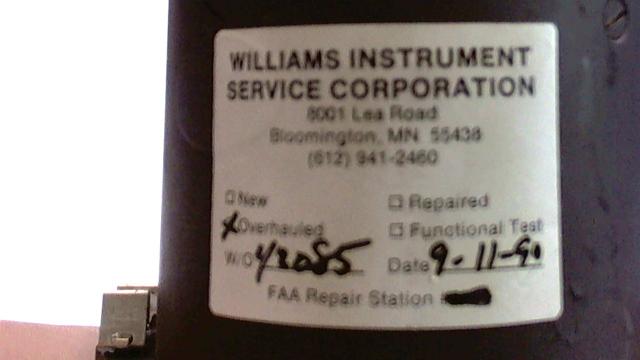 WILLIAMS INSTRUMENT
SERVICE CORPORATION
8001 Lea Road
Bloomington, MN 55438
(612) 941-2460
New Repaired
Overhauled Functional Test
W/O Date 9-11-90
FAA Repair Station